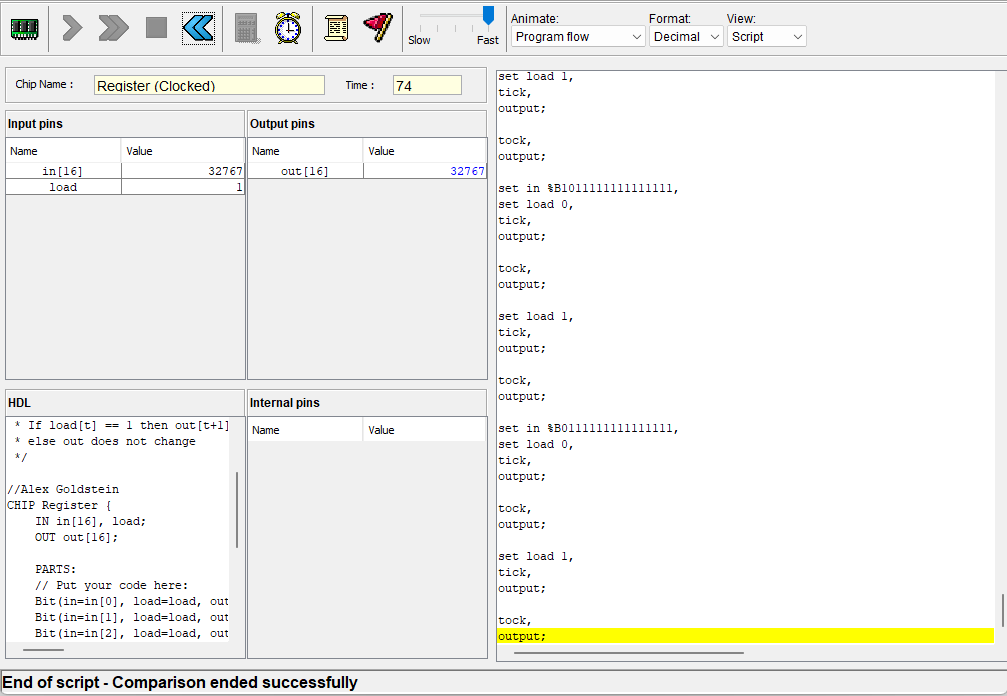 Animate:
Format:
View:
Slow
Fast
Program flow
Decimal
Script
Chip Name :
Register (Clocked)
Time :
74
Input pins
Name
Value
in[16]
32767
load
1
Output pins
Name
Value
out[16]
32767
HDL
* If load[t] == 1 then out[t+1]
* else out does not change
*/
//Alex Goldstein
CHIP Register {
IN in[16], load;
OUT out[16];
PARTS:
// Put your code here:
Bit(in=in[0], load=load, out
Bit(in=in[1], load=load, out
Bit(in=in[2], load=load, out
Internal pins
Name
Value
set load 1,
tick,
output;
tock,
output;
set in %B1011111111111111,
set load 0,
tick,
output;
tock,
output;
set load 1,
tick,
output;
tock,
output;
set in %B0111111111111111,
set load 0,
tick,
output;
tock,
output;
set load 1,
tick,
output;
tock,
output;
End of script - Comparison ended successfully